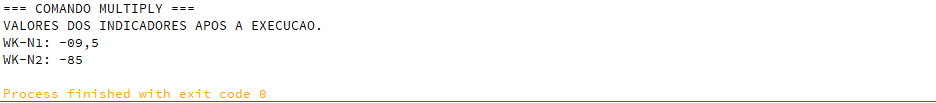 === COMANDO MULTIPLY ===
VALORES DOS INDICADORES APOS A EXECUCAO.
WK-N1: -09,5
WK-N2: -85
Process finished with exit code 0